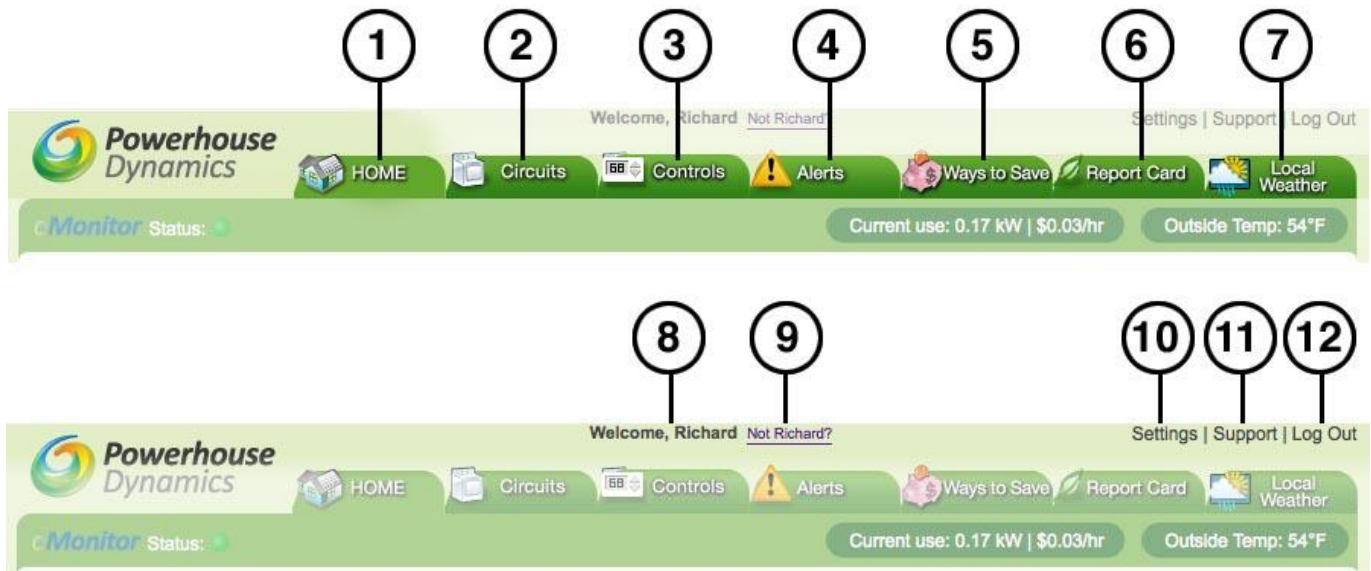 1 2 3 4 5 6 7
Welcome, Richard Not Richard?
Settings | Support | Log Out
Powerhouse
Dynamics
HOME Circuits 68 Controls Alerts Ways to Save Report Card Local
Weather
eMonitor Status:
Current use: 0.17 kW | $0.03/hr
Outside Temp: 54°F
8 9 10 11 12
Welcome, Richard Not Richard?
Settings | Support | Log Out
Powerhouse
Dynamics
HOME Circuits 68 Controls Alerts Ways to Save Report Card Local
Weather
eMonitor Status:
Current use: 0.17 kW | $0.03/hr
Outside Temp: 54°F